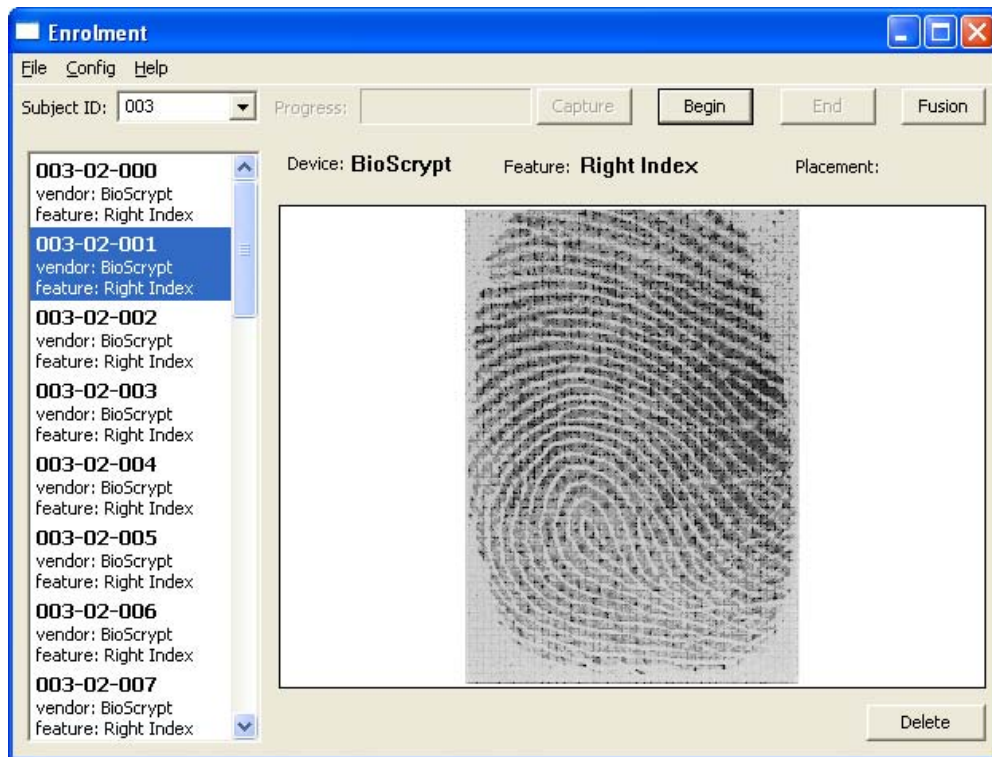 Enrolment
File Config Help
Subject ID: 003 Progress: Capture Begin End Fusion
Device: BioScrypt Feature: Right Index Placement:
003-02-000
vendor: BioScrypt
feature: Right Index
003-02-001
vendor: BioScrypt
feature: Right Index
003-02-002
vendor: BioScrypt
feature: Right Index
003-02-003
vendor: BioScrypt
feature: Right Index
003-02-004
vendor: BioScrypt
feature: Right Index
003-02-005
vendor: BioScrypt
feature: Right Index
003-02-006
vendor: BioScrypt
feature: Right Index
003-02-007
vendor: BioScrypt
feature: Right Index
Delete